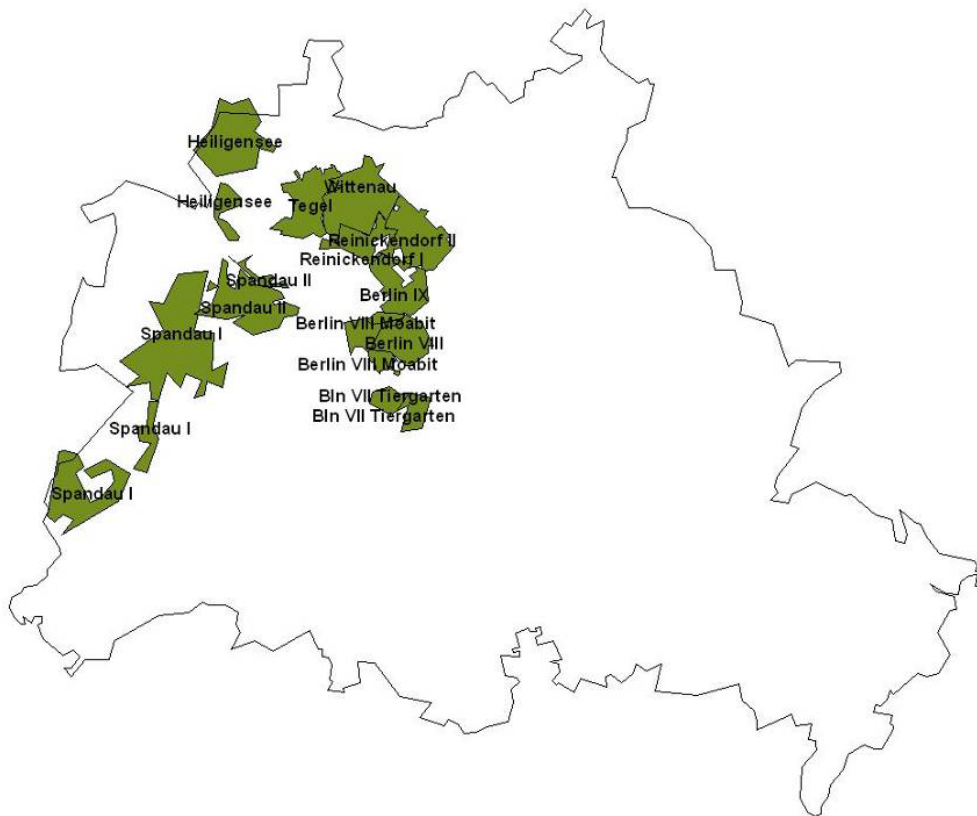 Heiligensee
Wittenau
Heiligensee
Tegel
Reinickendorf II
Reinickendorf I
Spandau II
Berlin IX
Spandau II
Berlin VIII Moabit
Spandau I
Berlin VIII
Berlin VIII Moabit
Bln VII Tiergarten
Bln VII Tiergarten
Spandau I
Spandau I